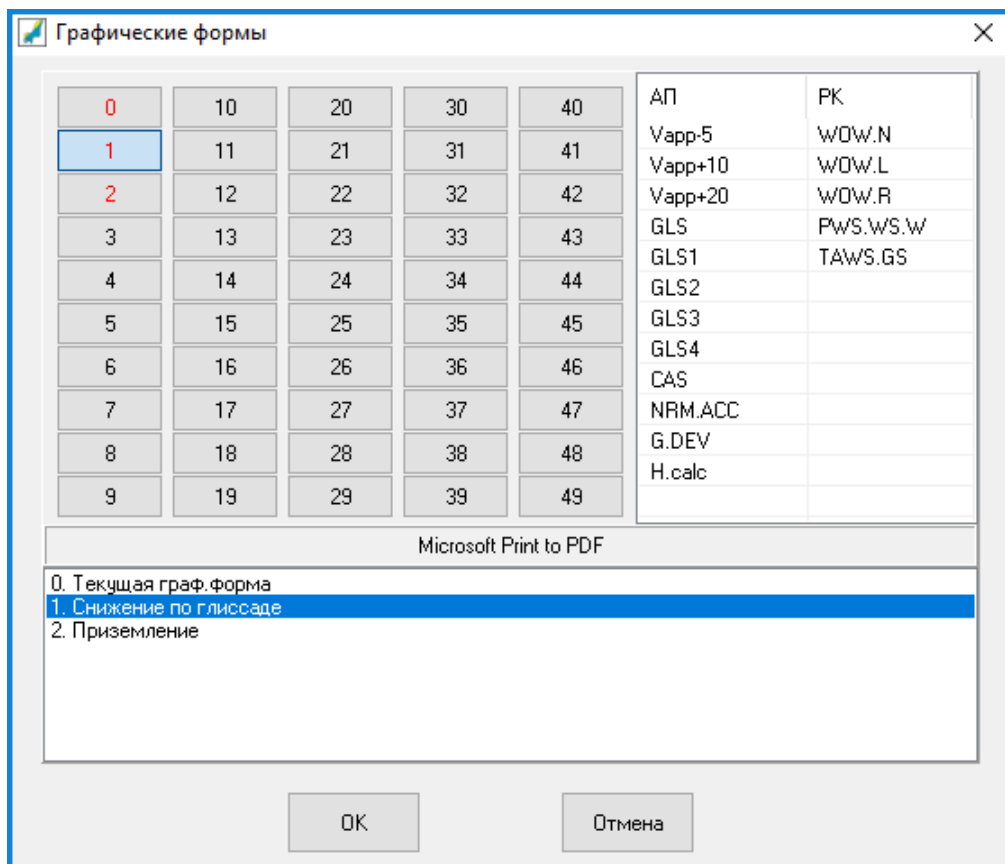 Графические формы
0 10 20 30 40
1 11 21 31 41
2 12 22 32 42
3 13 23 33 43
4 14 24 34 44
5 15 25 35 45
6 16 26 36 46
7 17 27 37 47
8 18 28 38 48
9 19 29 39 49
АП РК
Vapp-5 WOW.N
Vapp+10 WOW.L
Vapp+20 WOW.R
GLS PWS.WS.W
GLS1 TAWS.GS
GLS2
GLS3
GLS4
CAS
NRM.ACC
G.DEV
H.calc
Microsoft Print to PDF
0. Текущая граф.форма
1. Снижение по глиссаде
2. Приземление
OK Отмена